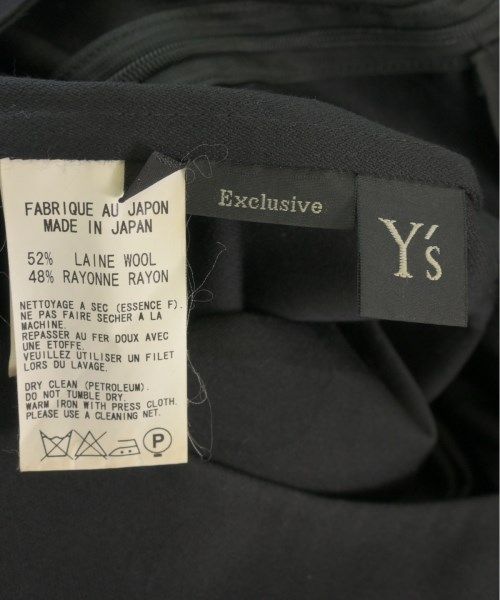 FABRIQUE AU JAPON
MADE IN JAPAN
52% LAINE WOOL
48% RAYONNE RAYON
NETTOYAGE A SEC (ESSENCE F).
NE PAS FAIRE SECHER A LA
MACHINE.
REPASSER AU FER DOUX AVEC
UNE ETOFFE.
VEUILLEZ UTILISER UN FILET
LORS DU LAVAGE.
DRY CLEAN (PETROLEUM).
DO NOT TUMBLE DRY.
WARM IRON WITH PRESS CLOTH.
PLEASE USE A CLEANING NET.
P
Exclusive
Y's